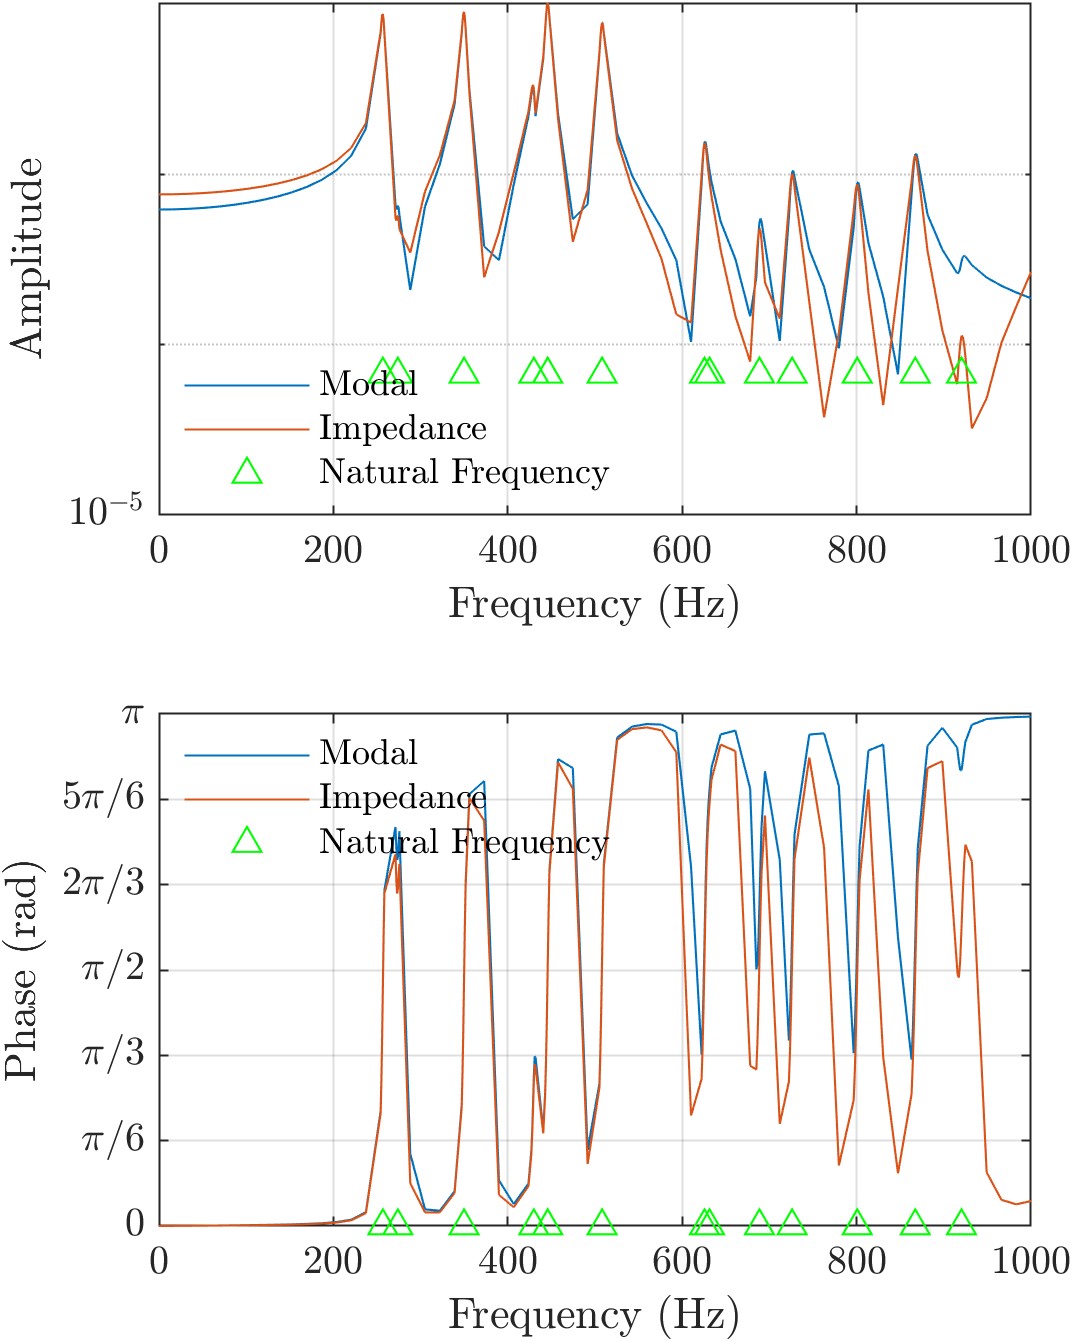 Amplitude
Modal
Impedance
Natural Frequency
10⁻⁵
0 200 400 600 800 1000
Frequency (Hz)
π
5π/6
2π/3
π/2
π/3
π/6
0
Phase (rad)
Modal
Impedance
Natural Frequency
0 200 400 600 800 1000
Frequency (Hz)